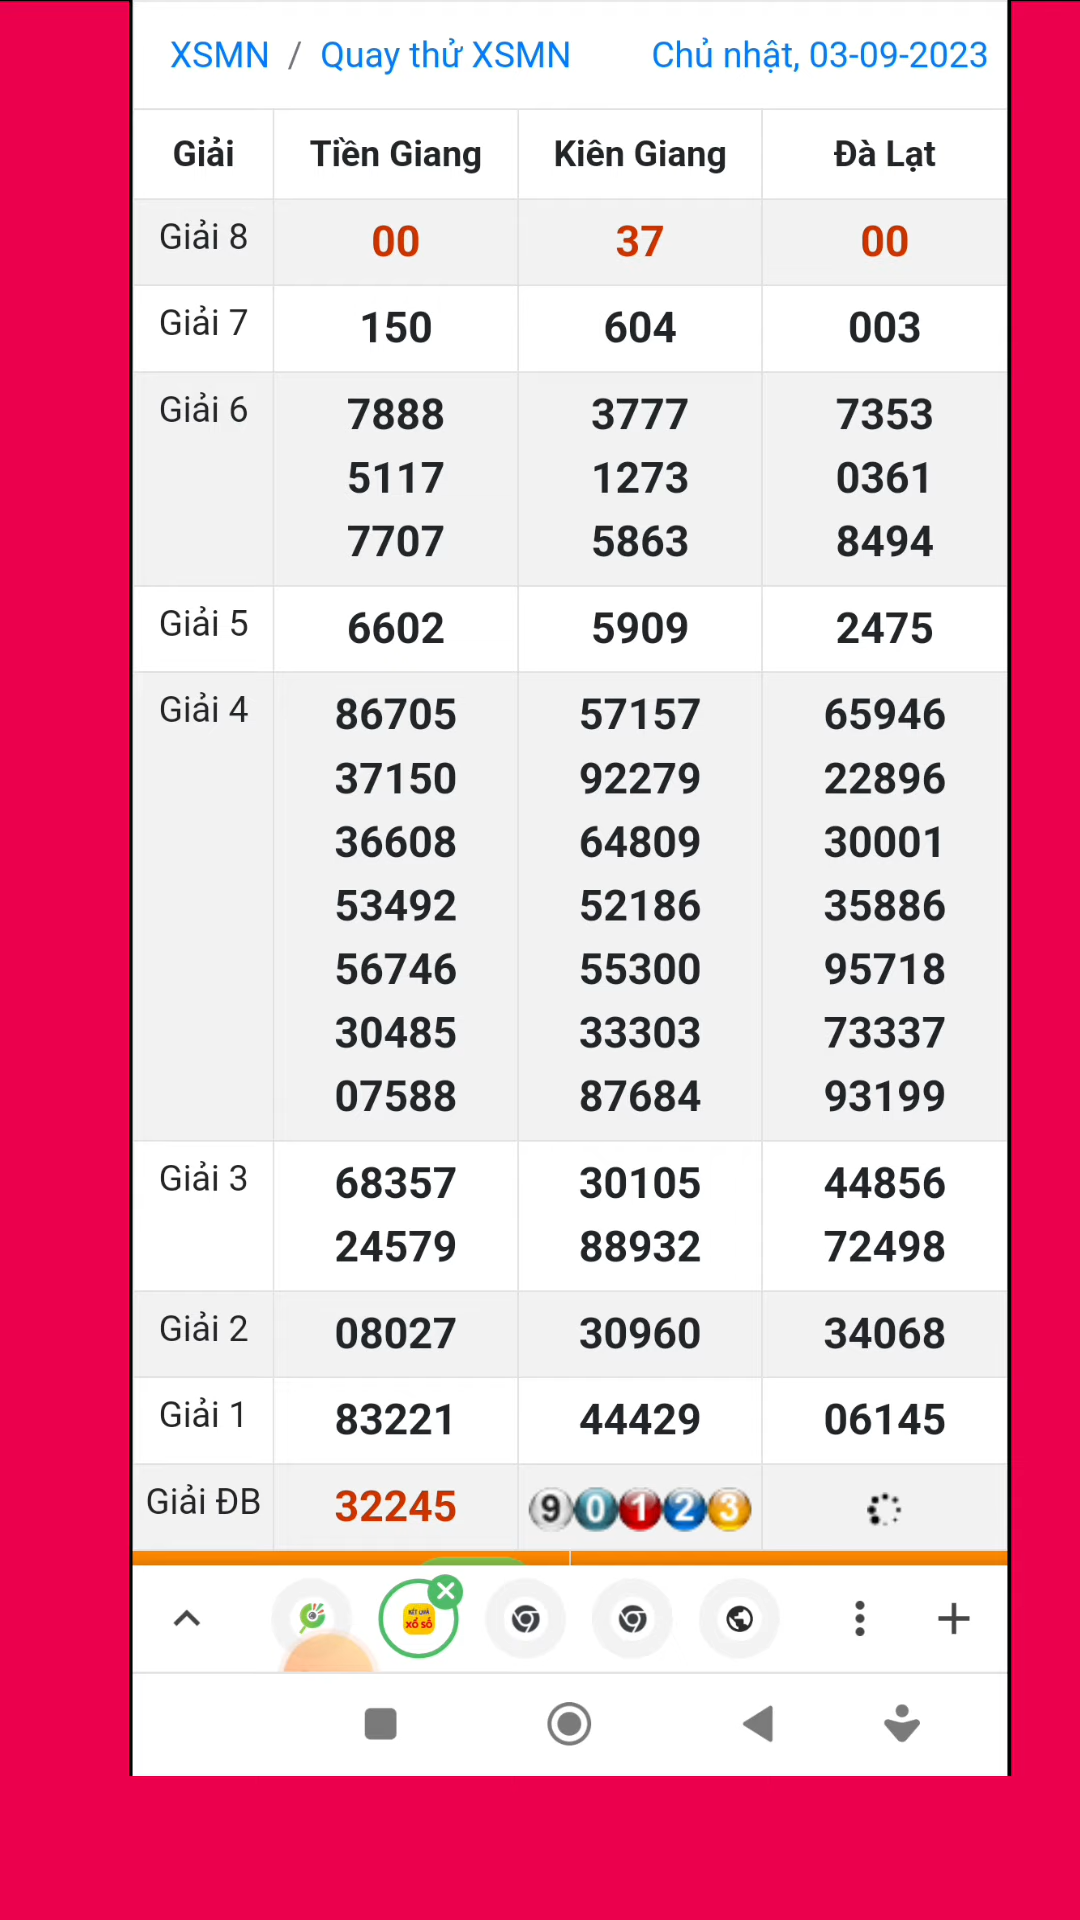 XSMN / Quay thử XSMN Chủ nhật, 03-09-2023
Giải Tiền Giang Kiên Giang Đà Lạt
Giải 8 00 37 00
Giải 7 150 604 003
Giải 6 7888 3777 7353
5117 1273 0361
7707 5863 8494
Giải 5 6602 5909 2475
Giải 4 86705 57157 65946
37150 92279 22896
36608 64809 30001
53492 52186 35886
56746 55300 95718
30485 33303 73337
07588 87684 93199
Giải 3 68357 30105 44856
24579 88932 72498
Giải 2 08027 30960 34068
Giải 1 83221 44429 06145
Giải ĐB 32245 9 0 1 2 3
KẾT QUẢ
XỔ SỐ